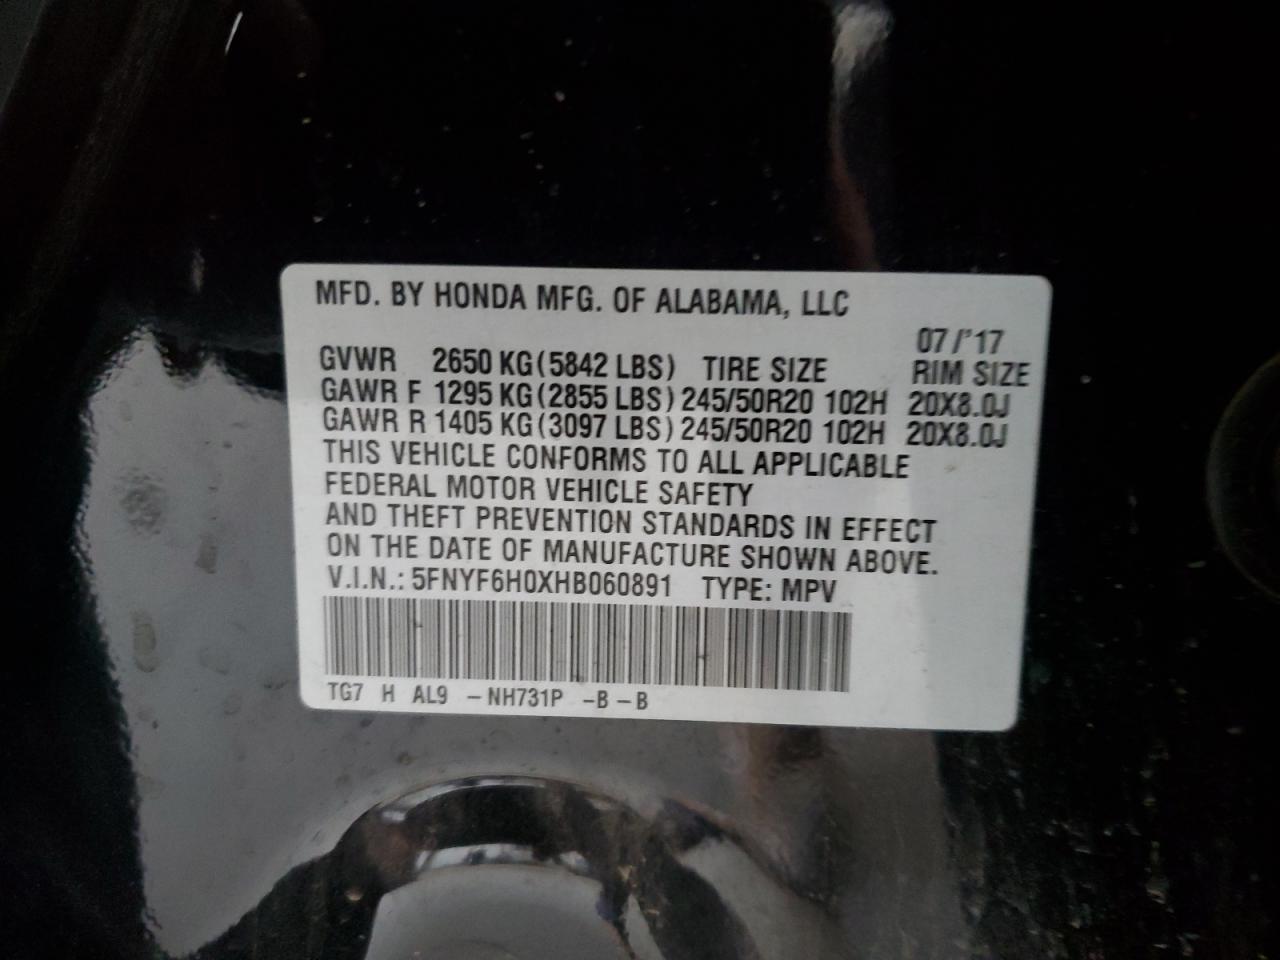 MFD. BY HONDA MFG. OF ALABAMA, LLC
07/'17
GVWR 2650 KG (5842 LBS) TIRE SIZE RIM SIZE
GAWR F 1295 KG (2855 LBS) 245/50R20 102H 20X8.0J
GAWR R 1405 KG (3097 LBS) 245/50R20 102H 20X8.0J
THIS VEHICLE CONFORMS TO ALL APPLICABLE
FEDERAL MOTOR VEHICLE SAFETY
AND THEFT PREVENTION STANDARDS IN EFFECT
ON THE DATE OF MANUFACTURE SHOWN ABOVE.
V.I.N.: 5FNYF6H0XHB060891 TYPE: MPV
TG7 H AL9 -NH731P -B-B